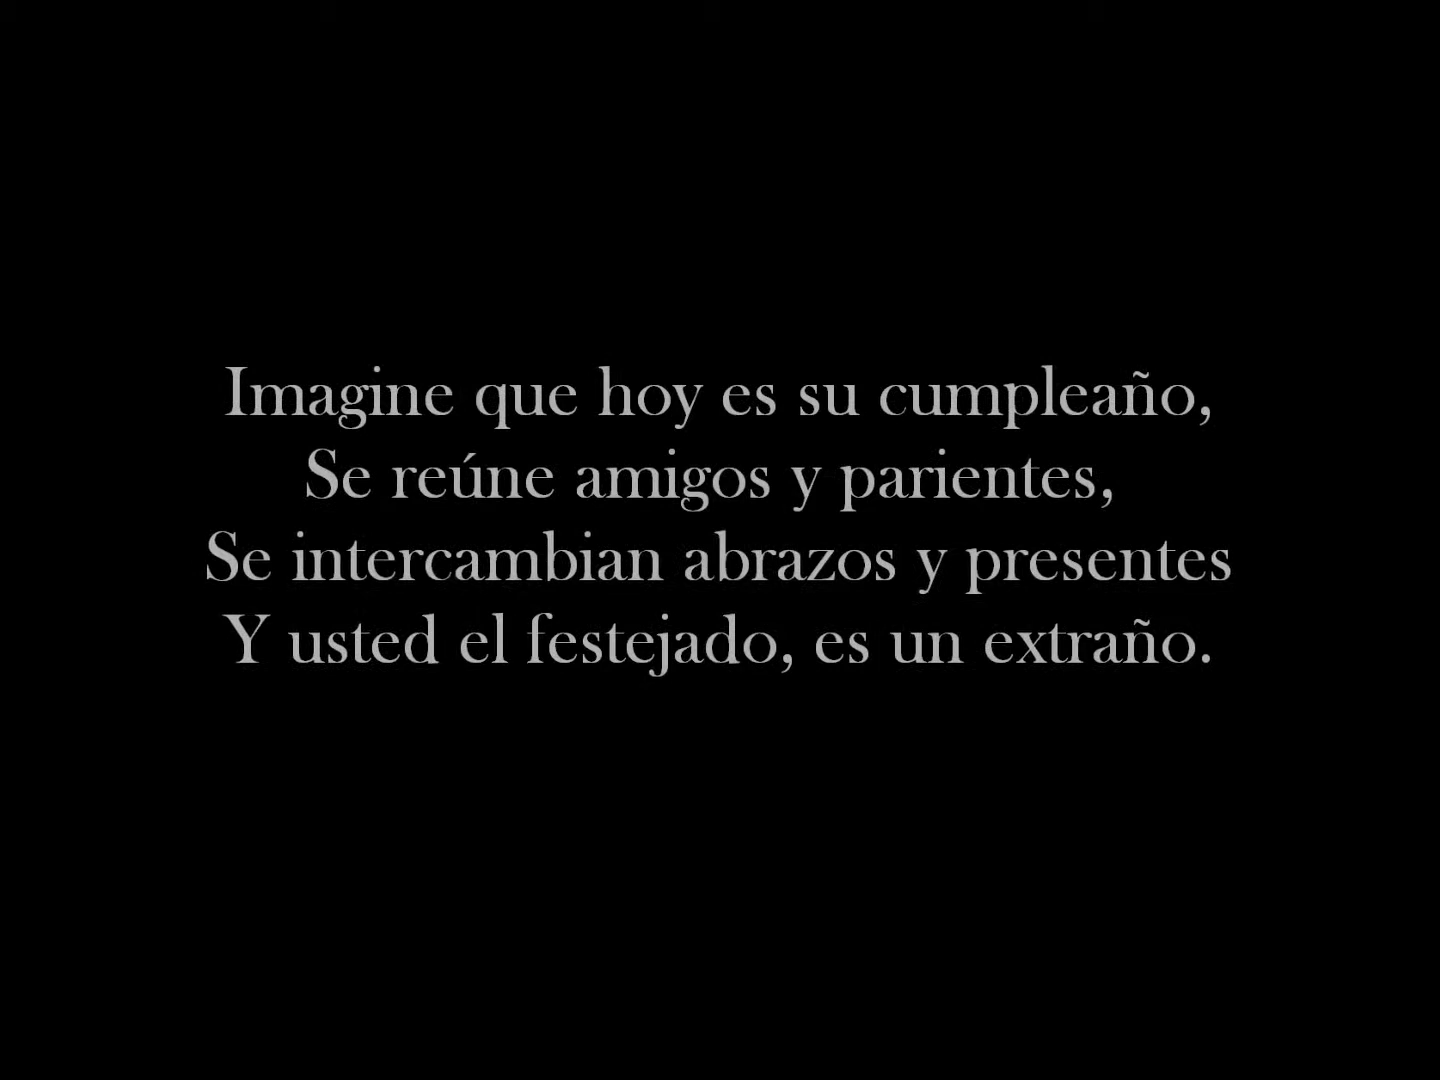 Imagine que hoy es su cumpleaño,
Se reúne amigos y parientes,
Se intercambian abrazos y presentes
Y usted el festejado, es un extraño.